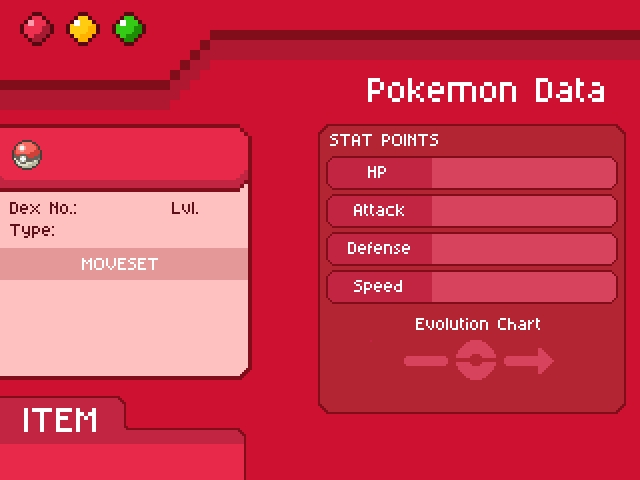 Pokemon Data
Dex No.: Lvl.
Type:
MOVESET
ITEM
STAT POINTS
HP
Attack
Defense
Speed
Evolution Chart